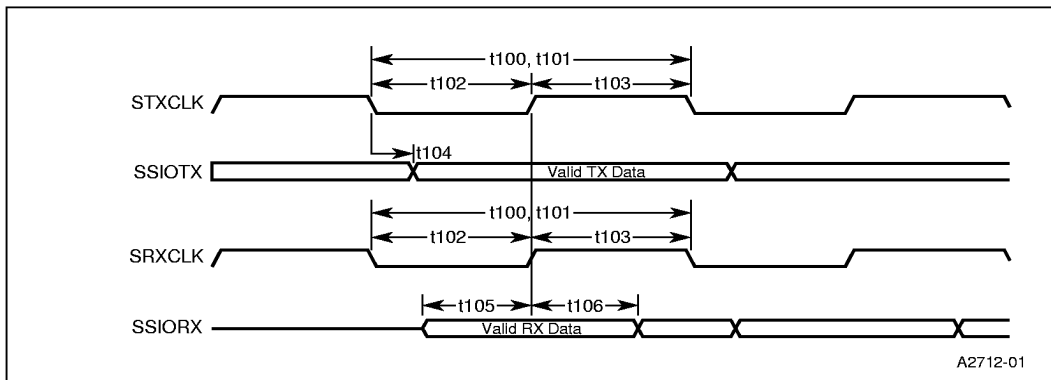 t100, t101
t102 t103
STXCLK
t104
SSIOTX Valid TX Data
t100, t101
t102 t103
SRXCLK
t105 t106
SSIORX Valid RX Data
A2712-01